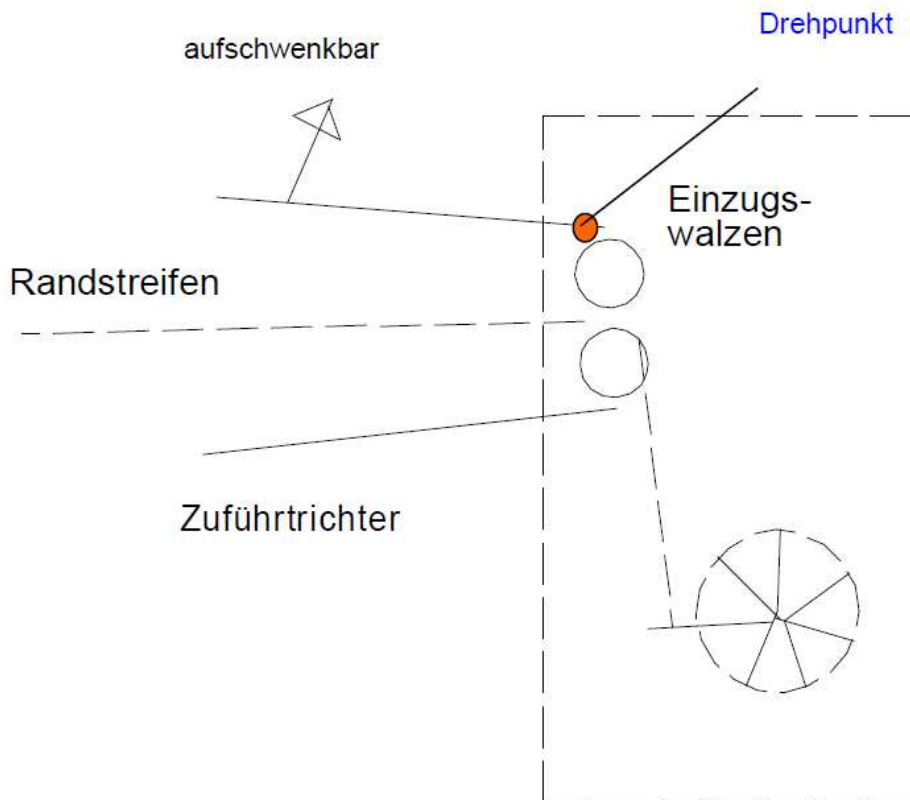 Drehpunkt
aufschwenkbar
Einzugs-
walzen
Randstreifen
Zuführtrichter